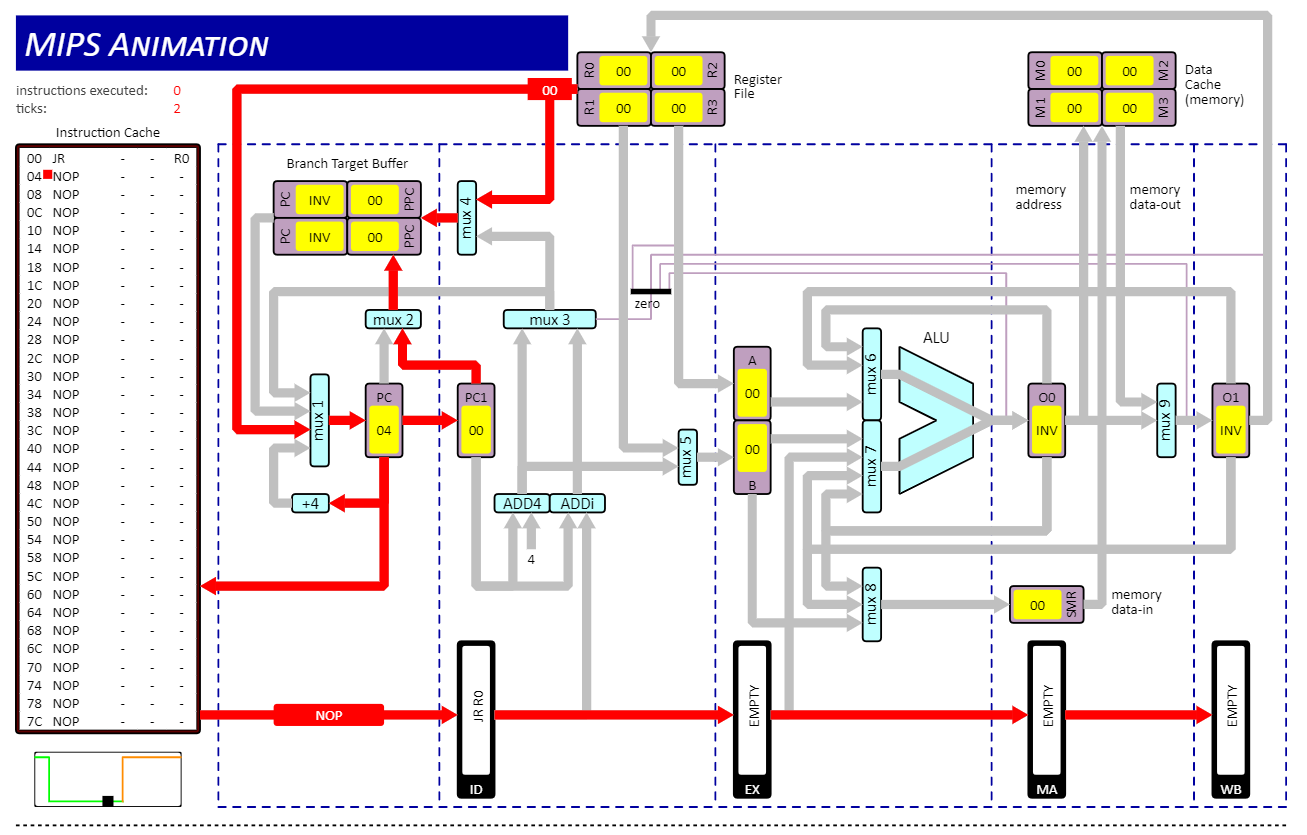 MIPS ANIMATION
instructions executed: 0
ticks: 2
Instruction Cache
00 JR - - R0
04 NOP - - -
08 NOP - - -
0C NOP - - -
10 NOP - - -
14 NOP - - -
18 NOP - - -
1C NOP - - -
20 NOP - - -
24 NOP - - -
28 NOP - - -
2C NOP - - -
30 NOP - - -
34 NOP - - -
38 NOP - - -
3C NOP - - -
40 NOP - - -
44 NOP - - -
48 NOP - - -
4C NOP - - -
50 NOP - - -
54 NOP - - -
58 NOP - - -
5C NOP - - -
60 NOP - - -
64 NOP - - -
68 NOP - - -
6C NOP - - -
70 NOP - - -
74 NOP - - -
78 NOP - - -
7C NOP - - -
00
R0 00 00 R2
R1 00 00 R3
Register
File
M0 00 00 M2
M1 00 00 M3
Data
Cache
(memory)
Branch Target Buffer
PC INV 00 PPC
PC INV 00 PPC
mux 4
memory
address
memory
data-out
zero
mux 2
mux 3
mux 1
PC
04
PC1
00
+4
ADD4
ADDi
4
mux 5
A
00
00
B
mux 6
mux 7
ALU
O0
INV
mux 9
O1
INV
mux 8
00 SMR
memory
data-in
NOP
JR R0
ID
EMPTY
EX
EMPTY
MA
EMPTY
WB